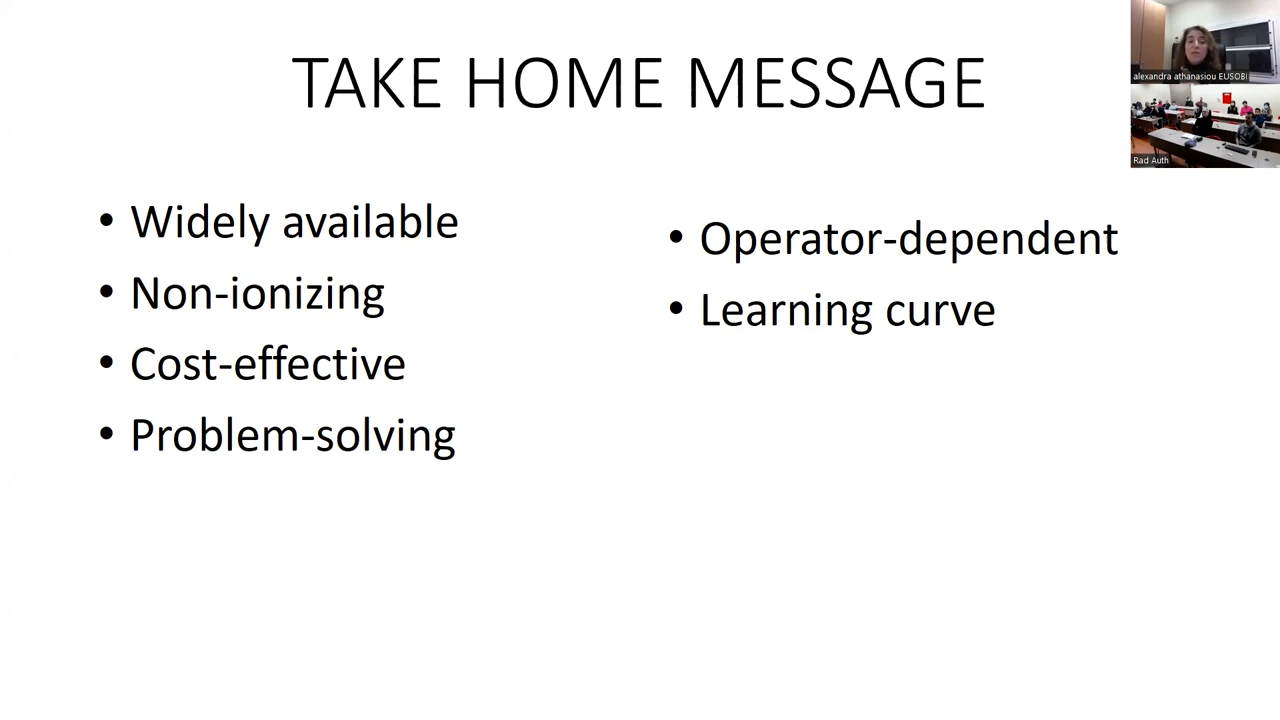 TAKE HOME MESSAGE
• Widely available
• Non-ionizing
• Cost-effective
• Problem-solving
• Operator-dependent
• Learning curve
alexandra athanasiou EUSOBI
Rad Auth